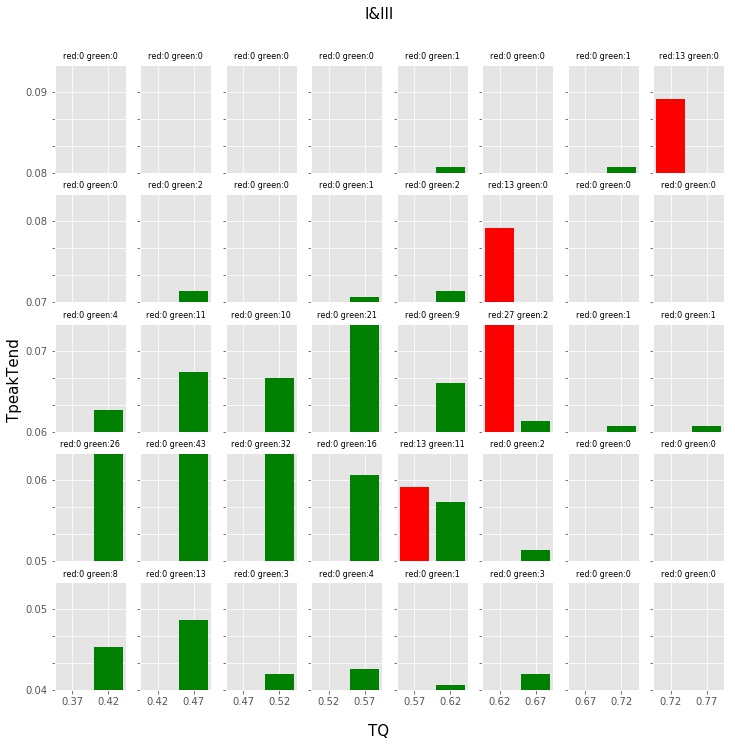 I&III
red:0 green:0 red:0 green:0 red:0 green:0 red:0 green:0 red:0 green:1 red:0 green:0 red:0 green:1 red:13 green:0
0.09
0.08
red:0 green:0 red:0 green:2 red:0 green:0 red:0 green:1 red:0 green:2 red:13 green:0 red:0 green:0 red:0 green:0
0.08
0.07
red:0 green:4 red:0 green:11 red:0 green:10 red:0 green:21 red:0 green:9 red:27 green:2 red:0 green:1 red:0 green:1
0.07
0.06
TpeakTend
red:0 green:26 red:0 green:43 red:0 green:32 red:0 green:16 red:13 green:11 red:0 green:2 red:0 green:0 red:0 green:0
0.06
0.05
red:0 green:8 red:0 green:13 red:0 green:3 red:0 green:4 red:0 green:1 red:0 green:3 red:0 green:0 red:0 green:0
0.05
0.04
0.37 0.42 0.42 0.47 0.47 0.52 0.52 0.57 0.57 0.62 0.62 0.67 0.67 0.72 0.72 0.77
TQ